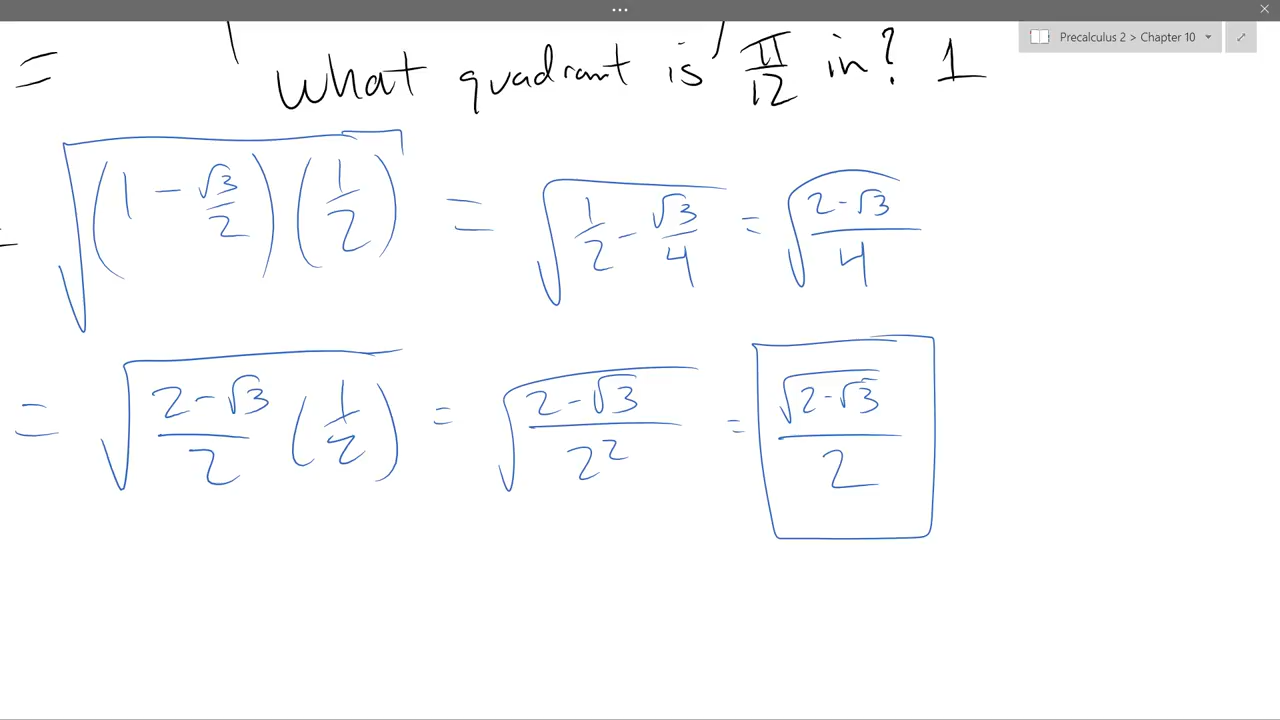 Precalculus 2 > Chapter 10
= What quadrant is π/12 in? 1
= √((1 - √3/2)(1/2)) = √(1/2 - √3/4) = √((2-√3)/4)
= √((2-√3)/2 (1/2)) = √((2-√3)/2²) = √(2-√3)/2